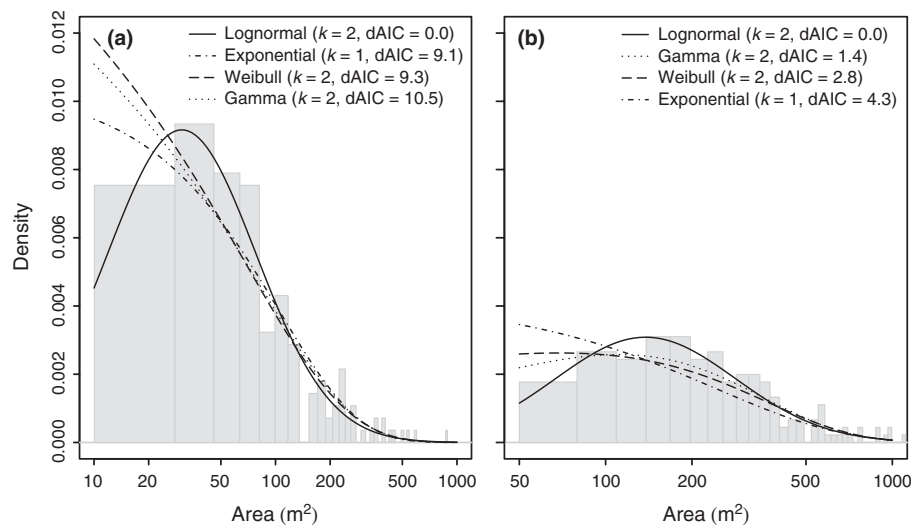 (a)
Lognormal (k = 2, dAIC = 0.0)
Exponential (k = 1, dAIC = 9.1)
Weibull (k = 2, dAIC = 9.3)
Gamma (k = 2, dAIC = 10.5)
(b)
Lognormal (k = 2, dAIC = 0.0)
Gamma (k = 2, dAIC = 1.4)
Weibull (k = 2, dAIC = 2.8)
Exponential (k = 1, dAIC = 4.3)
Density
0.012
0.010
0.008
0.006
0.004
0.002
0.000
10 20 50 100 200 500 1000
50 100 200 500 1000
Area (m²)
Area (m²)